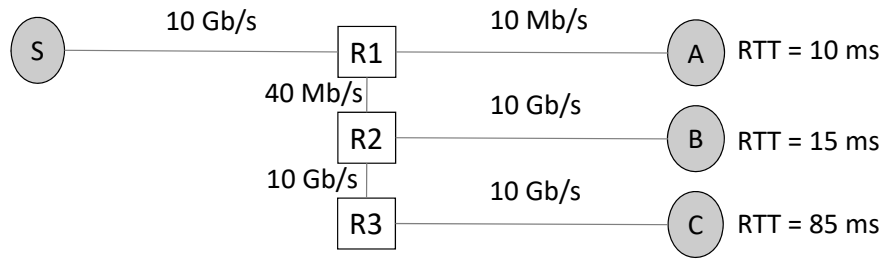 10 Gb/s
10 Mb/s
S
R1
A
RTT = 10 ms
40 Mb/s
10 Gb/s
R2
B
RTT = 15 ms
10 Gb/s
10 Gb/s
R3
C
RTT = 85 ms